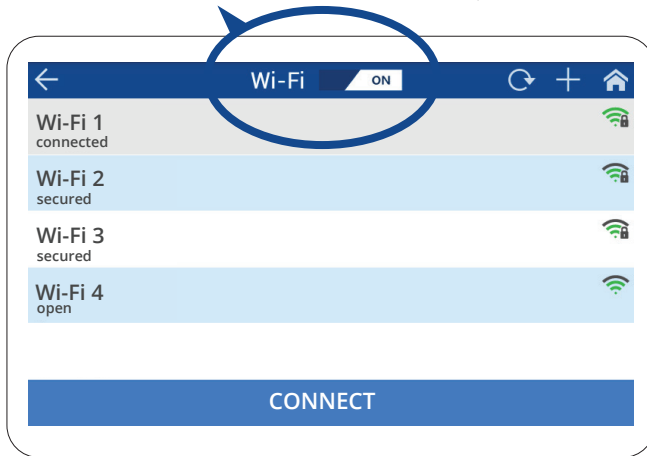 Wi-Fi ON
Wi-Fi 1
connected
Wi-Fi 2
secured
Wi-Fi 3
secured
Wi-Fi 4
open
CONNECT